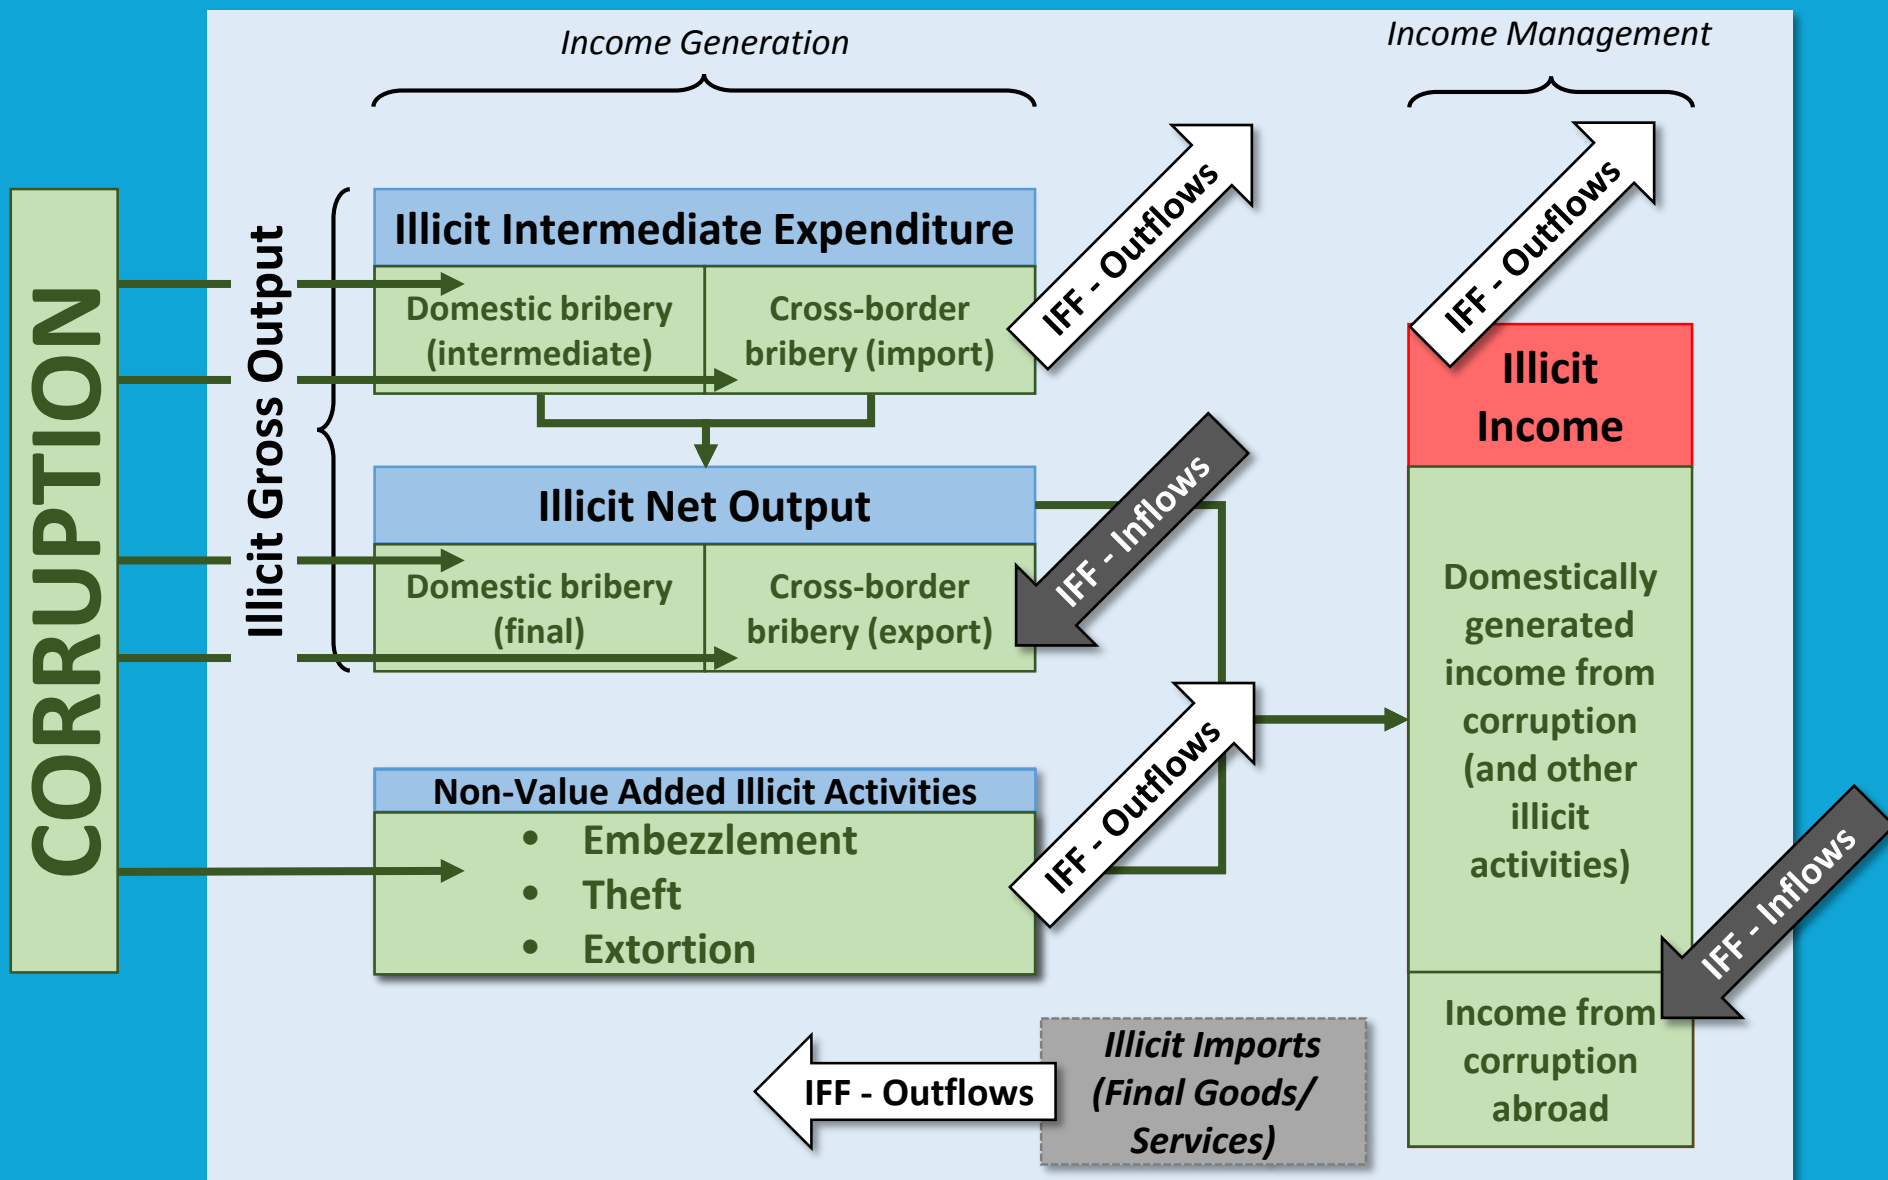 Income Generation
Income Management
CORRUPTION
Illicit Gross Output
Illicit Intermediate Expenditure
Domestic bribery
(intermediate)
Cross-border
bribery (import)
IFF - Outflows
IFF - Outflows
Illicit Net Output
Domestic bribery
(final)
Cross-border
bribery (export)
IFF - Inflows
Non-Value Added Illicit Activities
• Embezzlement
• Theft
• Extortion
IFF - Outflows
Illicit
Income
Domestically
generated
income from
corruption
(and other
illicit
activities)
IFF - Inflows
Income from
corruption
abroad
IFF - Outflows
Illicit Imports
(Final Goods/
Services)